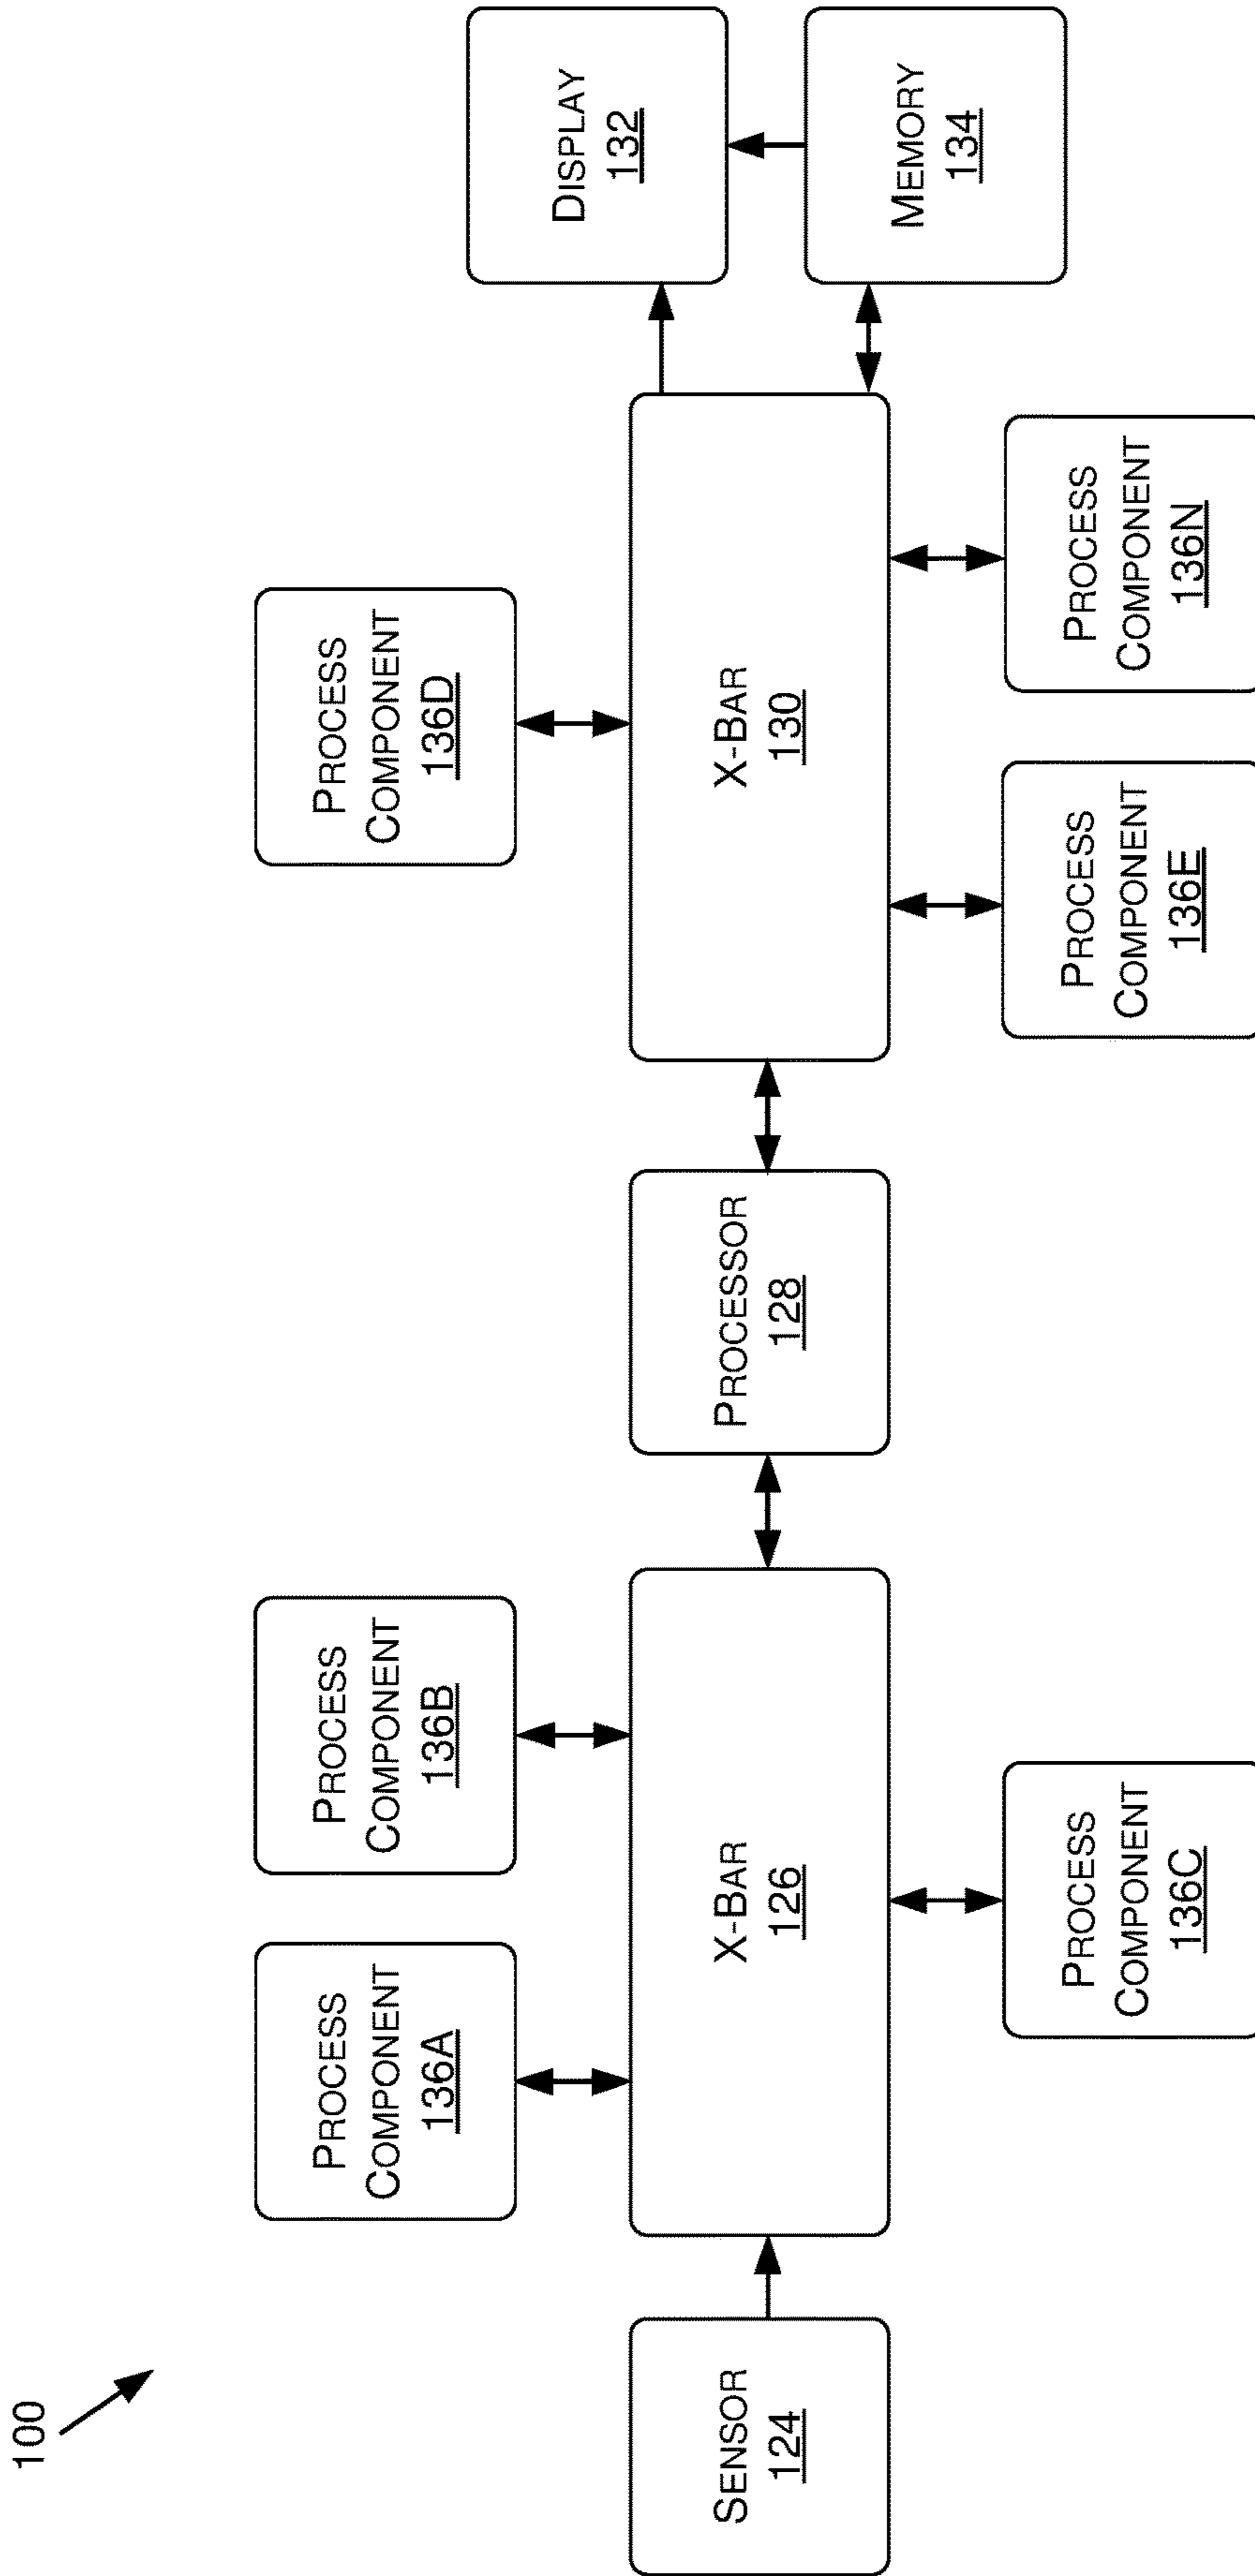 100
PROCESS
COMPONENT
136A
PROCESS
COMPONENT
136B
PROCESS
COMPONENT
136D
DISPLAY
132
SENSOR
124
X-BAR
126
PROCESSOR
128
X-BAR
130
MEMORY
134
PROCESS
COMPONENT
136C
PROCESS
COMPONENT
136E
PROCESS
COMPONENT
136N